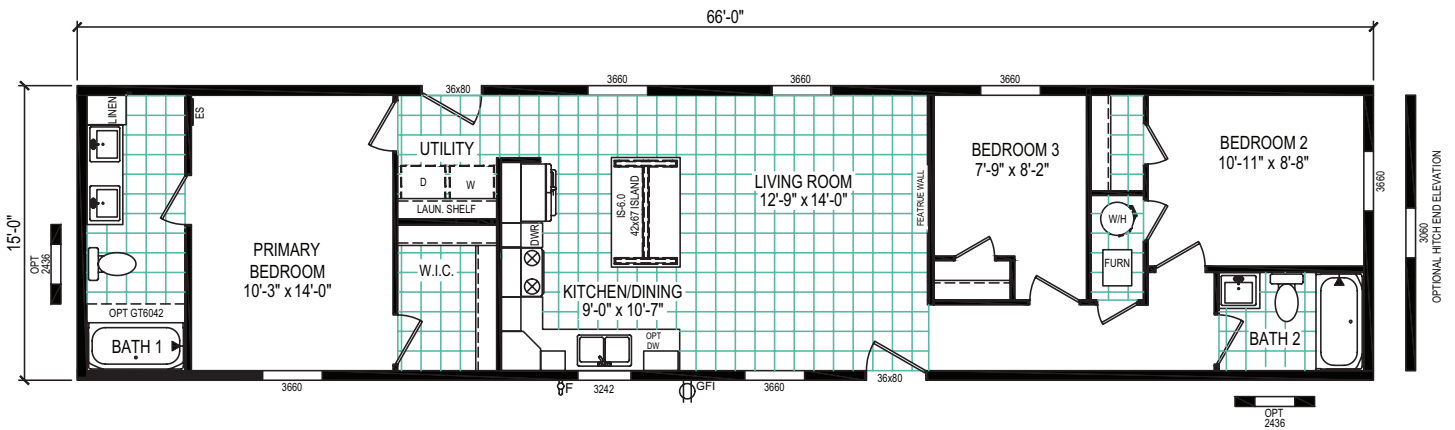 66'-0"
15'-0"
36x80
3660
3660
3660
LINEN
ES
UTILITY
D
W
LAUN. SHELF
DWR
IS-6.0
42x67 ISLAND
LIVING ROOM
12'-9" x 14'-0"
FEATRUE WALL
BEDROOM 3
7'-9" x 8'-2"
BEDROOM 2
10'-11" x 8'-8"
3660
3060
OPTIONAL HITCH END ELEVATION
W/H
FURN
OPT
2436
PRIMARY
BEDROOM
10'-3" x 14'-0"
W.I.C.
KITCHEN/DINING
9'-0" x 10'-7"
OPT GT6042
BATH 1
OPT
DW
BATH 2
3660
F
3242
GFI
3660
36x80
OPT
2436